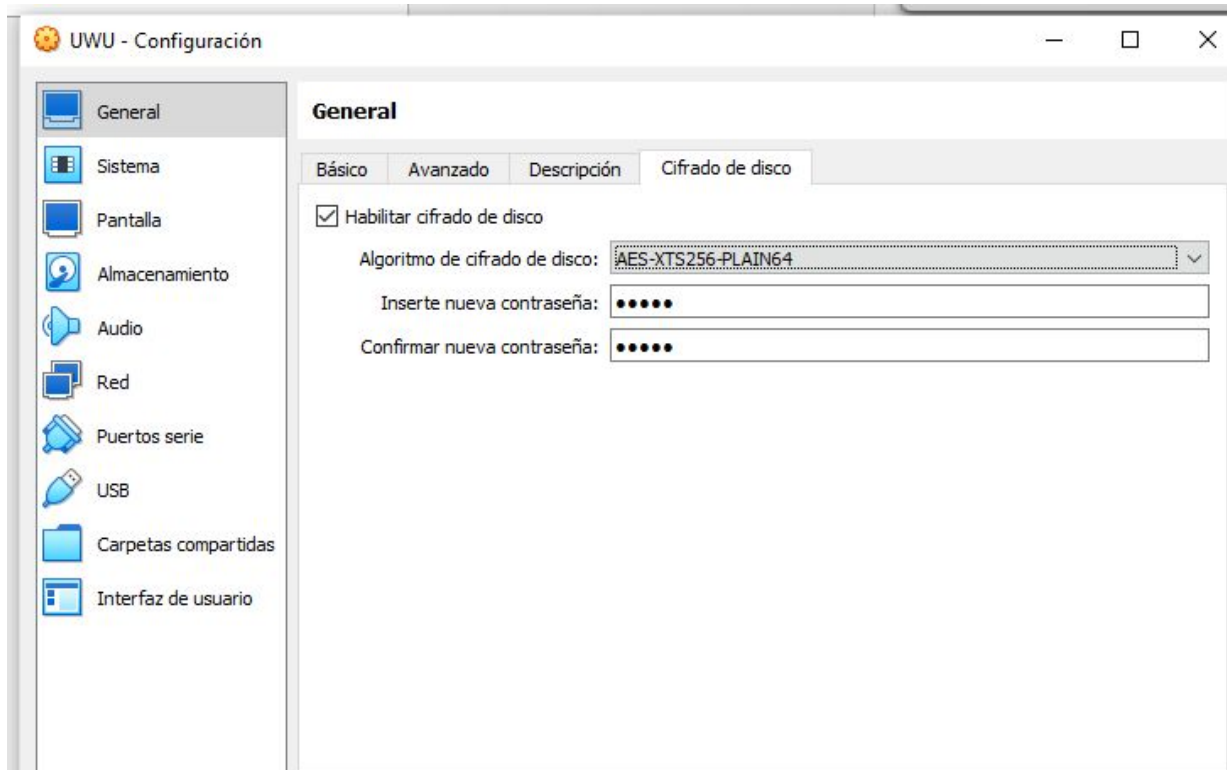 UWU - Configuración
General
Sistema
Pantalla
Almacenamiento
Audio
Red
Puertos serie
USB
Carpetas compartidas
Interfaz de usuario
General
Básico Avanzado Descripción Cifrado de disco
Habilitar cifrado de disco
Algoritmo de cifrado de disco: AES-XTS256-PLAIN64
Inserte nueva contraseña: •••••
Confirmar nueva contraseña: •••••